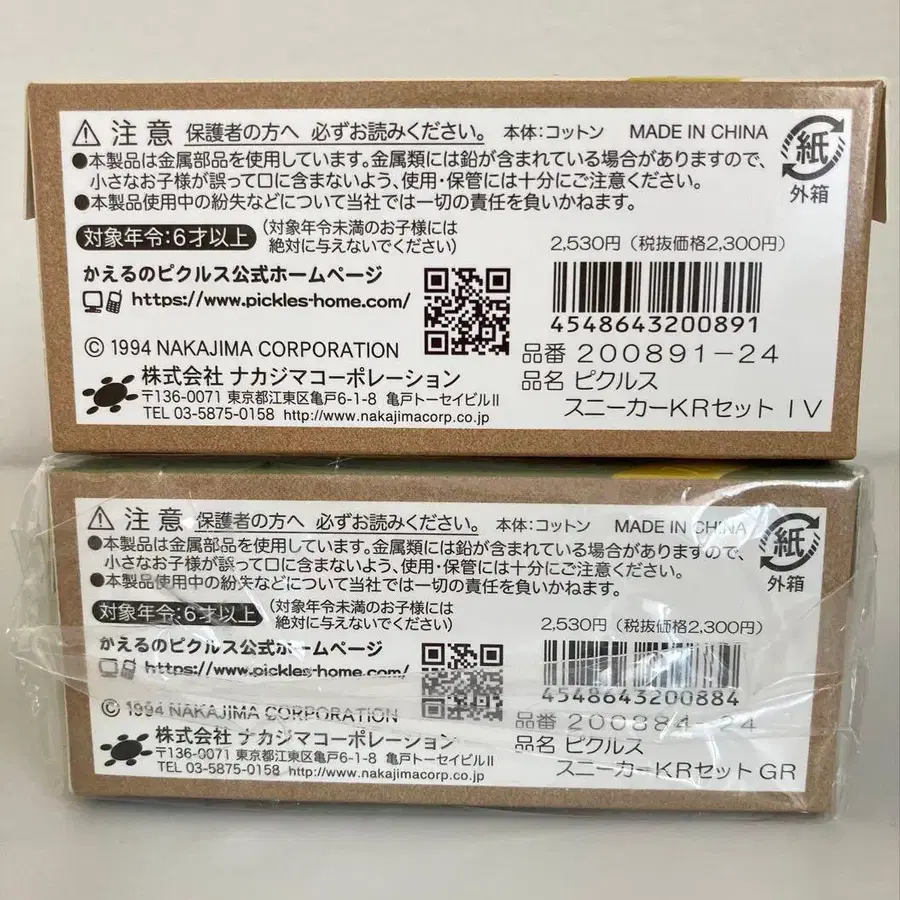 注意 保護者の方へ 必ずお読みください。 本体:コットン MADE IN CHINA
●本製品は金属部品を使用しています。金属類には鉛が含まれている場合がありますので、
小さなお子様が誤って口に含まないよう、使用・保管には十分にご注意ください。
●本製品使用中の紛失などについて当社では一切の責任を負いかねます。
紙
外箱
対象年令:6才以上 (対象年令未満のお子様には
絶対に与えないでください)
2,530円(税抜価格2,300円)
かえるのピクルス公式ホームページ
https://www.pickles-home.com/
4548643200891
© 1994 NAKAJIMA CORPORATION
品番 200891-24
株式会社 ナカジマコーポレーション
品名 ピクルス
〒136-0071 東京都江東区亀戸6-1-8 亀戸トーセイビルⅡ
スニーカーKRセット IV
TEL 03-5875-0158 http://www.nakajimacorp.co.jp
注意 保護者の方へ 必ずお読みください。 本体:コットン MADE IN CHINA
●本製品は金属部品を使用しています。金属類には鉛が含まれている場合がありますので、
小さなお子様が誤って口に含まないよう、使用・保管には十分にご注意ください。
●本製品使用中の紛失などについて当社では一切の責任を負いかねます。
紙
外箱
対象年令:6才以上 (対象年令未満のお子様には
絶対に与えないでください)
2,530円(税抜価格2,300円)
かえるのピクルス公式ホームページ
https://www.pickles-home.com/
4548643200884
© 1994 NAKAJIMA CORPORATION
品番 200884-24
株式会社 ナカジマコーポレーション
品名 ピクルス
〒136-0071 東京都江東区亀戸6-1-8 亀戸トーセイビルⅡ
スニーカーKRセット GR
TEL 03-5875-0158 http://www.nakajimacorp.co.jp